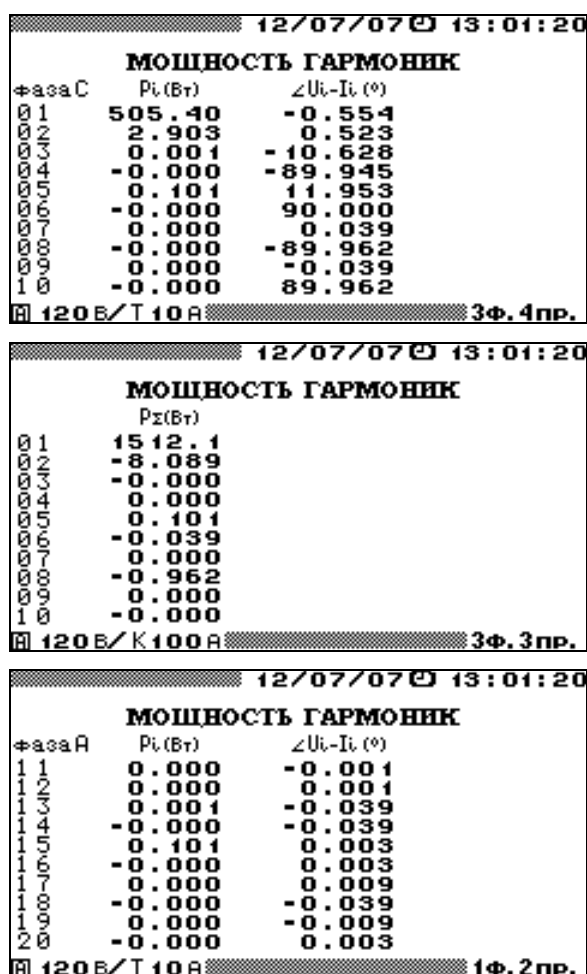 12/07/07 13:01:20
МОЩНОСТЬ ГАРМОНИК
фазаС Pi(Вт) ∠Ui-Ii(°)
01 505.40 -0.554
02 2.903 0.523
03 0.001 -10.628
04 -0.000 -89.945
05 0.101 11.953
06 -0.000 90.000
07 0.000 0.039
08 -0.000 -89.962
09 0.000 -0.039
10 -0.000 89.962
А 120В/Т10А 3ф.4пр.
12/07/07 13:01:20
МОЩНОСТЬ ГАРМОНИК
PΣ(Вт)
01 1512.1
02 -8.089
03 -0.000
04 0.000
05 0.101
06 -0.039
07 0.000
08 -0.962
09 0.000
10 -0.000
А 120В/К100А 3ф.3пр.
12/07/07 13:01:20
МОЩНОСТЬ ГАРМОНИК
фазаА Pi(Вт) ∠Ui-Ii(°)
11 0.000 -0.001
12 0.000 0.001
13 0.001 -0.039
14 -0.000 -0.039
15 0.101 0.003
16 -0.000 0.003
17 0.000 0.009
18 -0.000 -0.039
19 0.000 -0.009
20 -0.000 0.003
А 120В/Т10А 1ф.2пр.